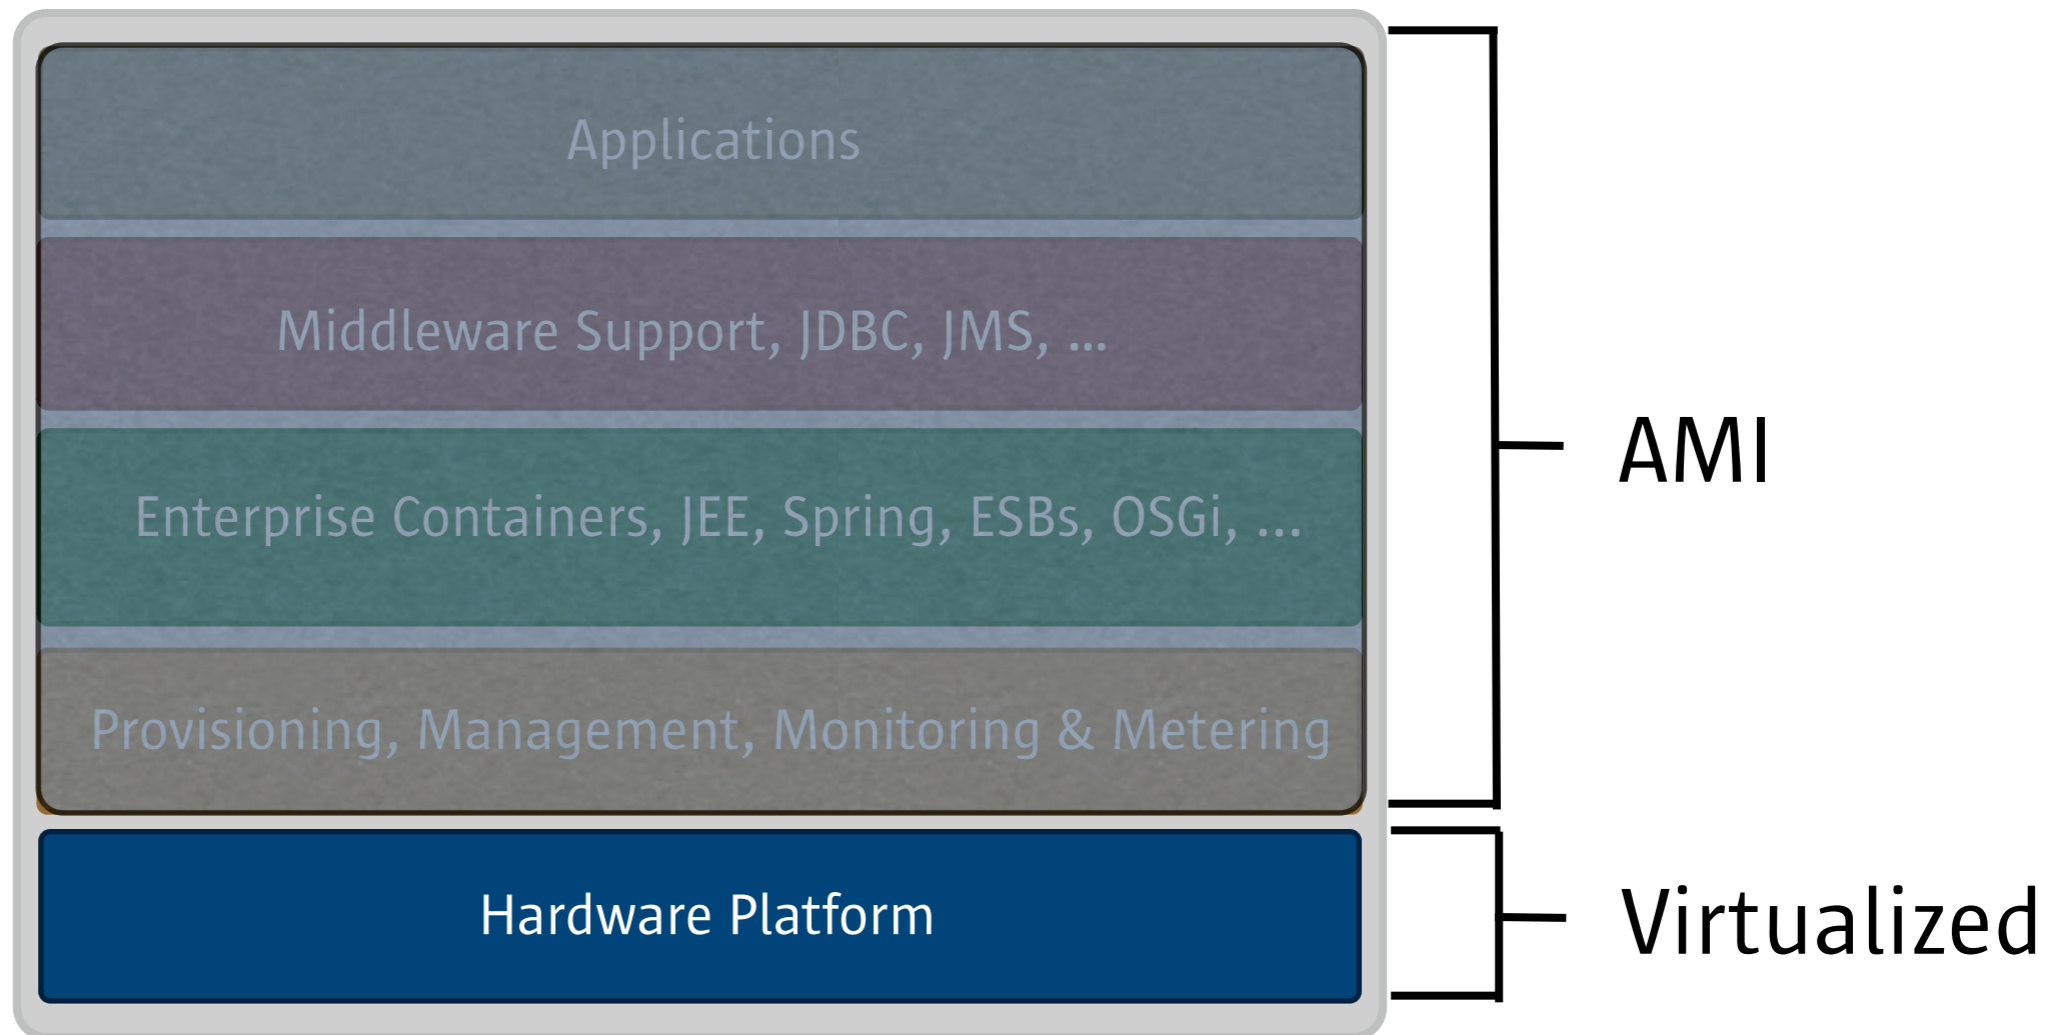 Applications
Middleware Support, JDBC, JMS, ...
AMI
Enterprise Containers, JEE, Spring, ESBs, OSGi, ...
Provisioning, Management, Monitoring & Metering
Hardware Platform
Virtualized